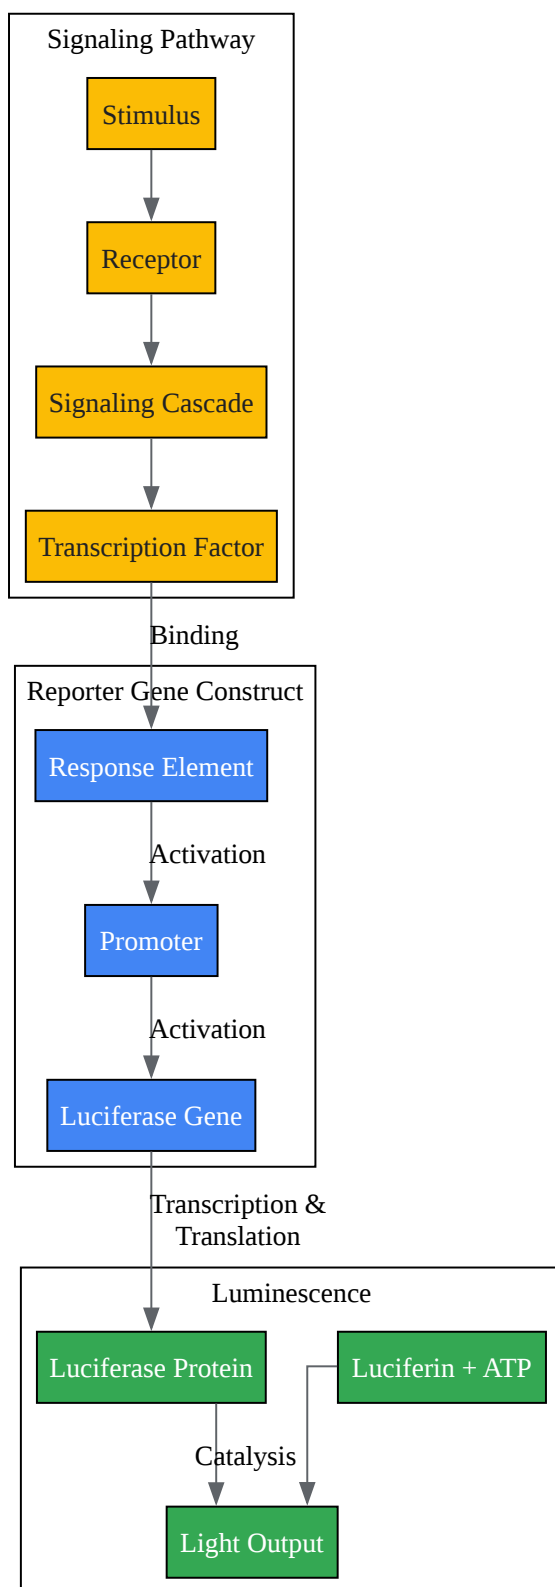 Signaling Pathway
Stimulus
Receptor
Signaling Cascade
Transcription Factor
Binding
Reporter Gene Construct
Response Element
Activation
Promoter
Activation
Luciferase Gene
Transcription &
Translation
Luminescence
Luciferase Protein
Luciferin + ATP
Catalysis
Light Output